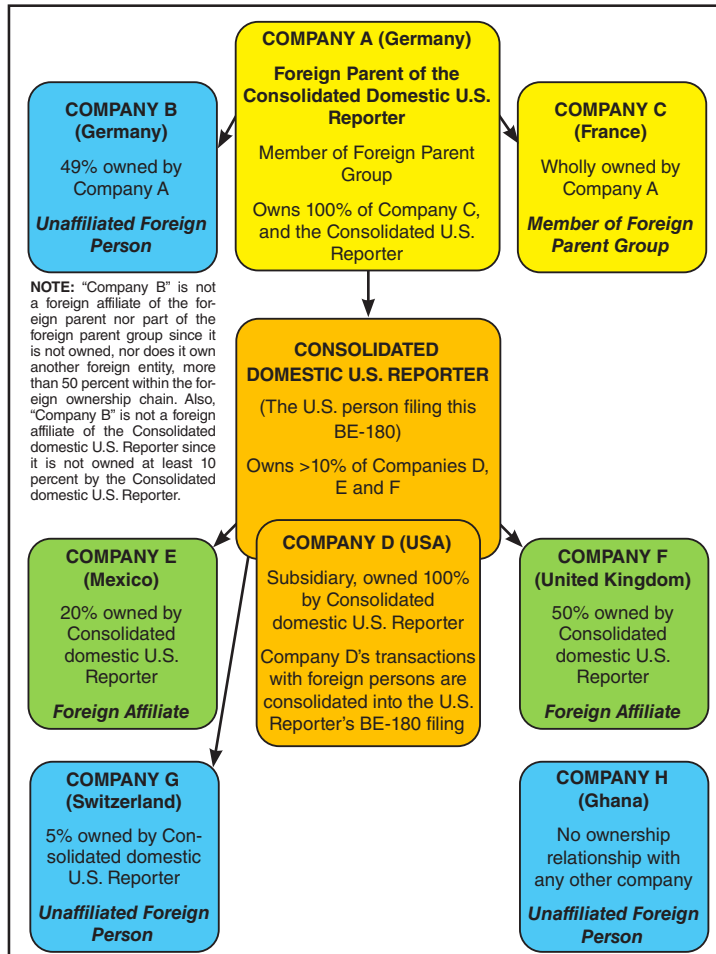 COMPANY A (Germany)
Foreign Parent of the
Consolidated Domestic U.S.
Reporter
Member of Foreign Parent
Group
Owns 100% of Company C,
and the Consolidated U.S.
Reporter
COMPANY B
(Germany)
49% owned by
Company A
Unaffiliated Foreign
Person
COMPANY C
(France)
Wholly owned by
Company A
Member of Foreign
Parent Group
NOTE: “Company B” is not
a foreign affiliate of the for-
eign parent nor part of the
foreign parent group since it
is not owned, nor does it own
another foreign entity, more
than 50 percent within the for-
eign ownership chain. Also,
“Company B” is not a foreign
affiliate of the Consolidated
domestic U.S. Reporter since
it is not owned at least 10
percent by the Consolidated
domestic U.S. Reporter.
CONSOLIDATED
DOMESTIC U.S. REPORTER
(The U.S. person filing this
BE-180)
Owns >10% of Companies D,
E and F
COMPANY E
(Mexico)
20% owned by
Consolidated
domestic U.S.
Reporter
Foreign Affiliate
COMPANY D (USA)
Subsidiary, owned 100%
by Consolidated
domestic U.S. Reporter
Company D’s transactions
with foreign persons are
consolidated into the U.S.
Reporter’s BE-180 filing
COMPANY F
(United Kingdom)
50% owned by
Consolidated
domestic U.S.
Reporter
Foreign Affiliate
COMPANY G
(Switzerland)
5% owned by Con-
solidated domestic
U.S. Reporter
Unaffiliated Foreign
Person
COMPANY H
(Ghana)
No ownership
relationship with
any other company
Unaffiliated Foreign
Person